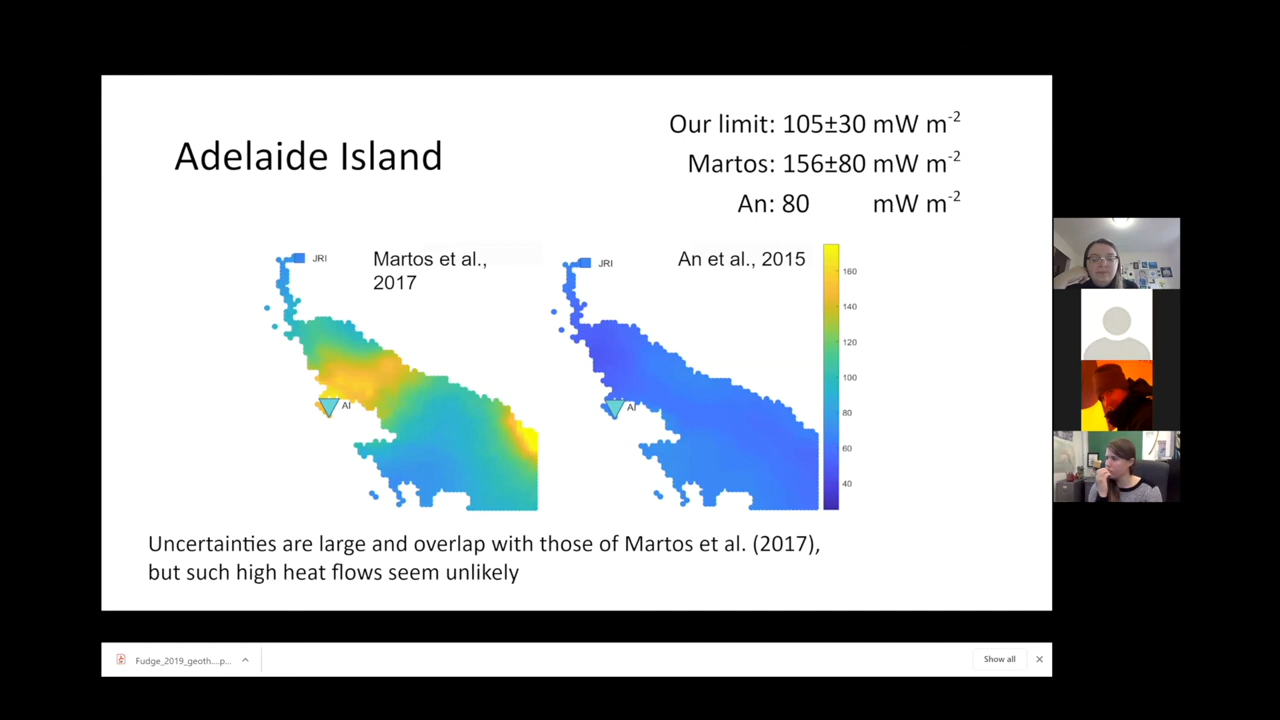 Adelaide Island
Our limit: 105±30 mW m-2
Martos: 156±80 mW m-2
An: 80 mW m-2
JRI
Martos et al.,
2017
AI
JRI
An et al., 2015
AI
160
140
120
100
80
60
40
Uncertainties are large and overlap with those of Martos et al. (2017),
but such high heat flows seem unlikely
Fudge_2019_geoth....p...
Show all